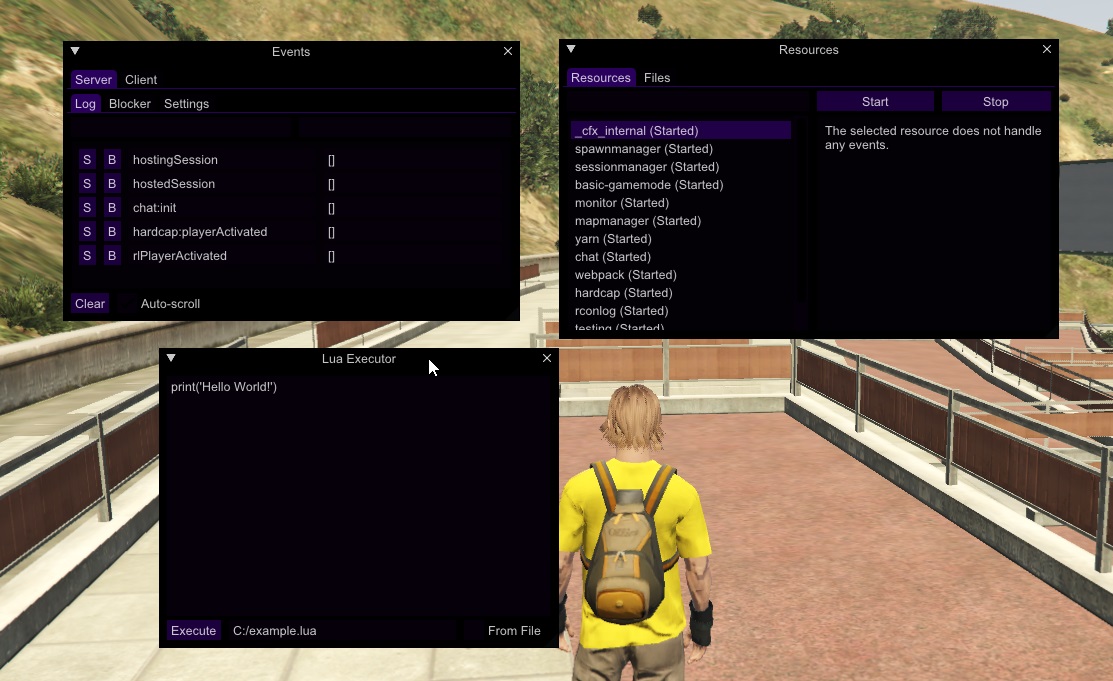 Events
Server Client
Log Blocker Settings
S B hostingSession []
S B hostedSession []
S B chat:init []
S B hardcap:playerActivated []
S B rlPlayerActivated []
Clear Auto-scroll
Resources
Resources Files
Start Stop
_cfx_internal (Started)
spawnmanager (Started)
sessionmanager (Started)
basic-gamemode (Started)
monitor (Started)
mapmanager (Started)
yarn (Started)
chat (Started)
webpack (Started)
hardcap (Started)
rconlog (Started)
testing (Started)
The selected resource does not handle
any events.
Lua Executor
print('Hello World!')
Execute C:/example.lua From File